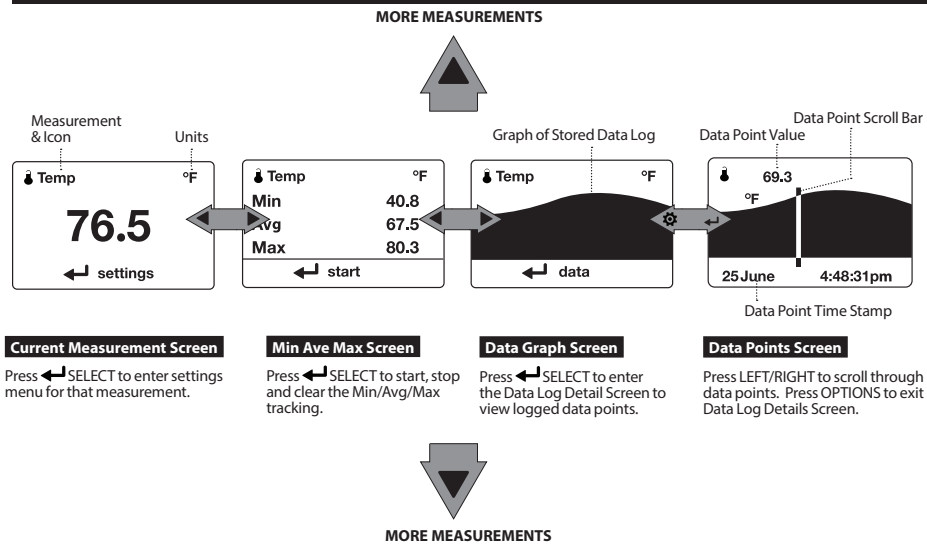 MORE MEASUREMENTS
Measurement
& Icon
Units
Graph of Stored Data Log
Data Point Value
Data Point Scroll Bar
Temp °F
76.5
settings
Temp °F
Min 40.8
Avg 67.5
Max 80.3
start
Temp °F
data
69.3
°F
25 June 4:48:31pm
Data Point Time Stamp
Current Measurement Screen
Press SELECT to enter settings
menu for that measurement.
Min Ave Max Screen
Press SELECT to start, stop
and clear the Min/Avg/Max
tracking.
Data Graph Screen
Press SELECT to enter
the Data Log Detail Screen to
view logged data points.
Data Points Screen
Press LEFT/RIGHT to scroll through
data points. Press OPTIONS to exit
Data Log Details Screen.
MORE MEASUREMENTS